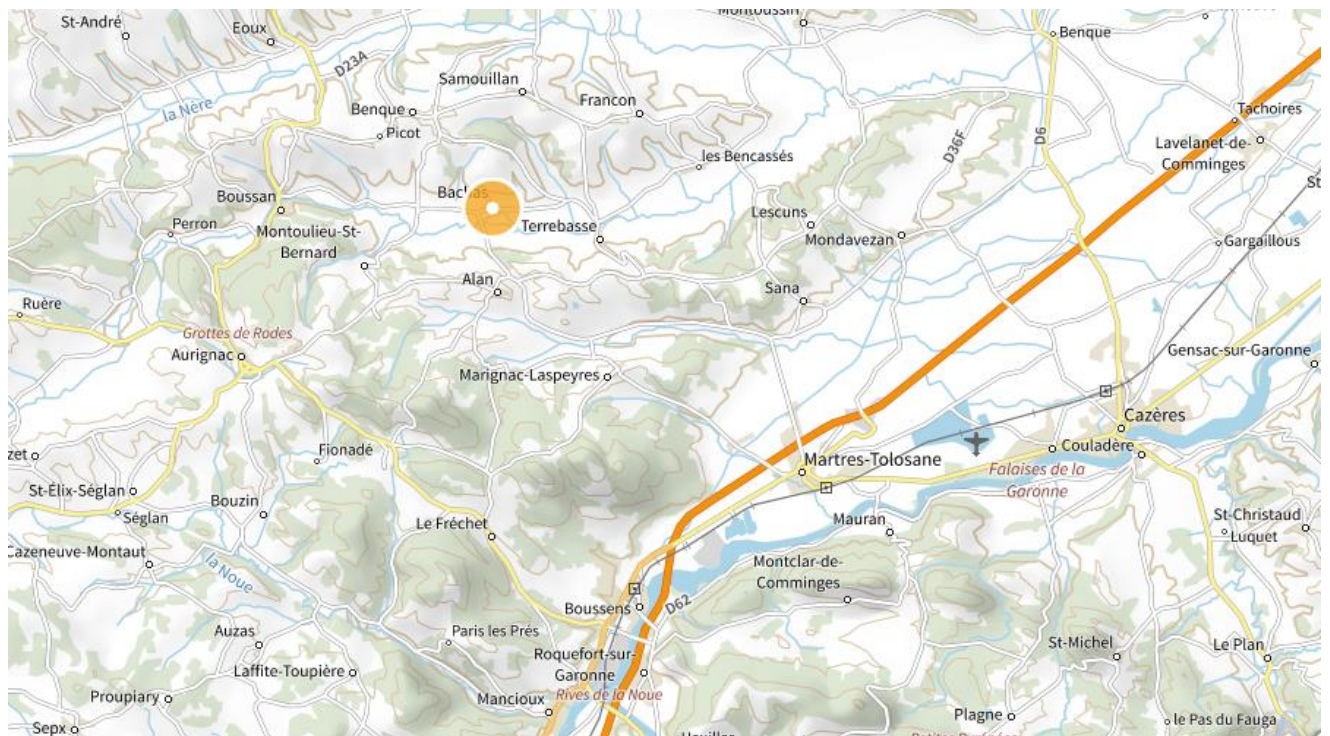 St-André
Eoux
D23A
Montoussin
Benque
Samouillan
la Nère
Benque
Francon
Tachoires
Picot
D36F
D6
Lavelanet-de-
Comminges
les Bencassés
Boussan
Lescuns
Perron
Montoulieu-St-
Bernard
Terrebasse
Mondavezan
Gargaillous
Alan
Sana
Ruère
Grottes de Rodes
Aurignac
Gensac-sur-Garonne
Marignac-Laspeyres
Cazères
Couladère
Fionadé
Martres-Tolosane
Falaises de la
Garonne
zet
St-Élix-Séglan
Bouzin
Séglan
Le Fréchet
Mauran
St-Christaud
Luquet
Cazeneuve-Montaut
la Noue
Montclar-de-
Comminges
Boussens
D62
Auzas
Paris les Prés
St-Michel
Le Plan
Laffite-Toupière
Roquefort-sur-
Garonne
Proupiary
Mancioux
Rives de la Noue
Plagne
le Pas du Fauga
Sepx